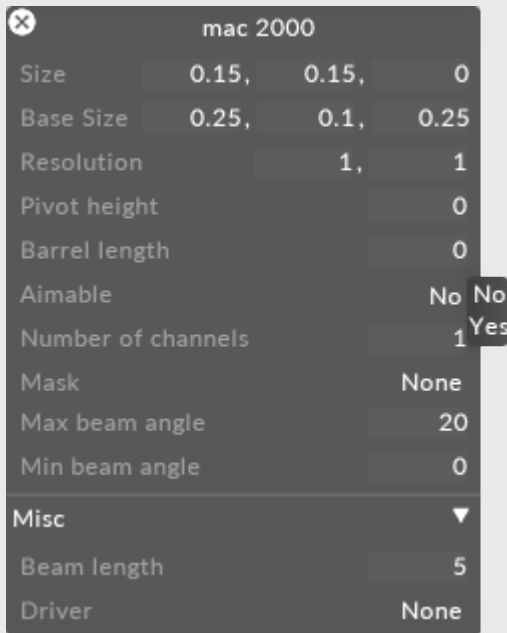 mac 2000
Size 0.15, 0.15, 0
Base Size 0.25, 0.1, 0.25
Resolution 1, 1
Pivot height 0
Barrel length 0
Aimable No No
Yes
Number of channels 1
Mask None
Max beam angle 20
Min beam angle 0
Misc
Beam length 5
Driver None